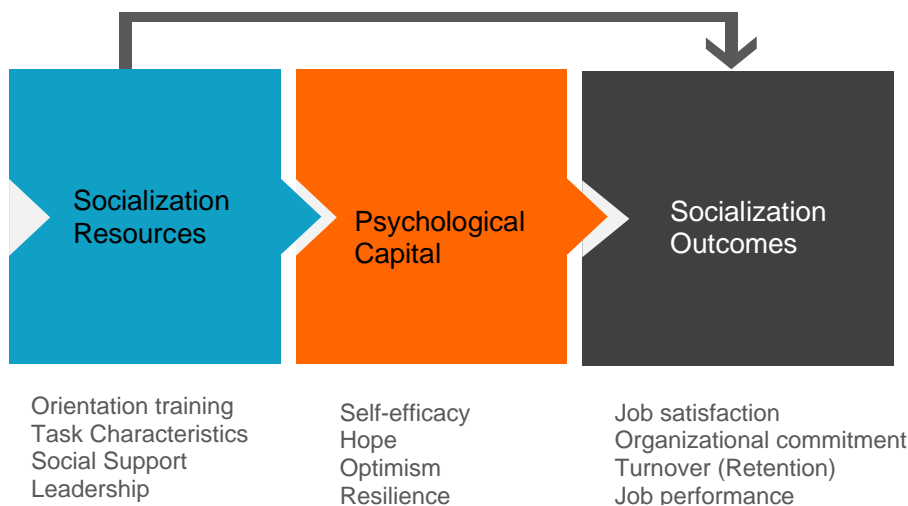 Socialization
Resources
Psychological
Capital
Socialization
Outcomes
Orientation training
Task Characteristics
Social Support
Leadership
Self-efficacy
Hope
Optimism
Resilience
Job satisfaction
Organizational commitment
Turnover (Retention)
Job performance